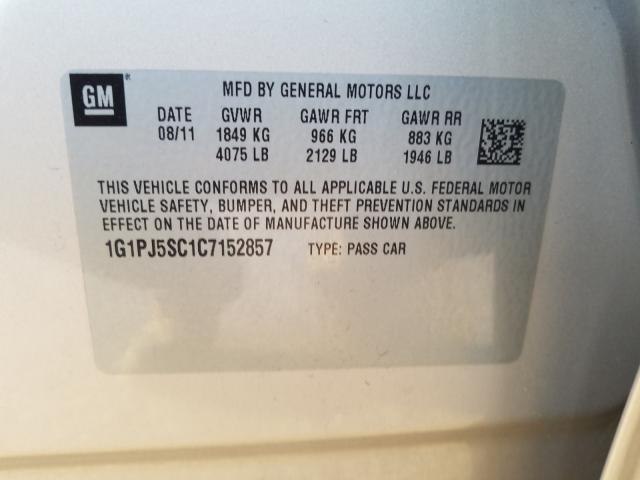 GM
MFD BY GENERAL MOTORS LLC
DATE GVWR GAWR FRT GAWR RR
08/11 1849 KG 966 KG 883 KG
4075 LB 2129 LB 1946 LB
THIS VEHICLE CONFORMS TO ALL APPLICABLE U.S. FEDERAL MOTOR
VEHICLE SAFETY, BUMPER, AND THEFT PREVENTION STANDARDS IN
EFFECT ON THE DATE OF MANUFACTURE SHOWN ABOVE.
1G1PJ5SC1C7152857 TYPE: PASS CAR